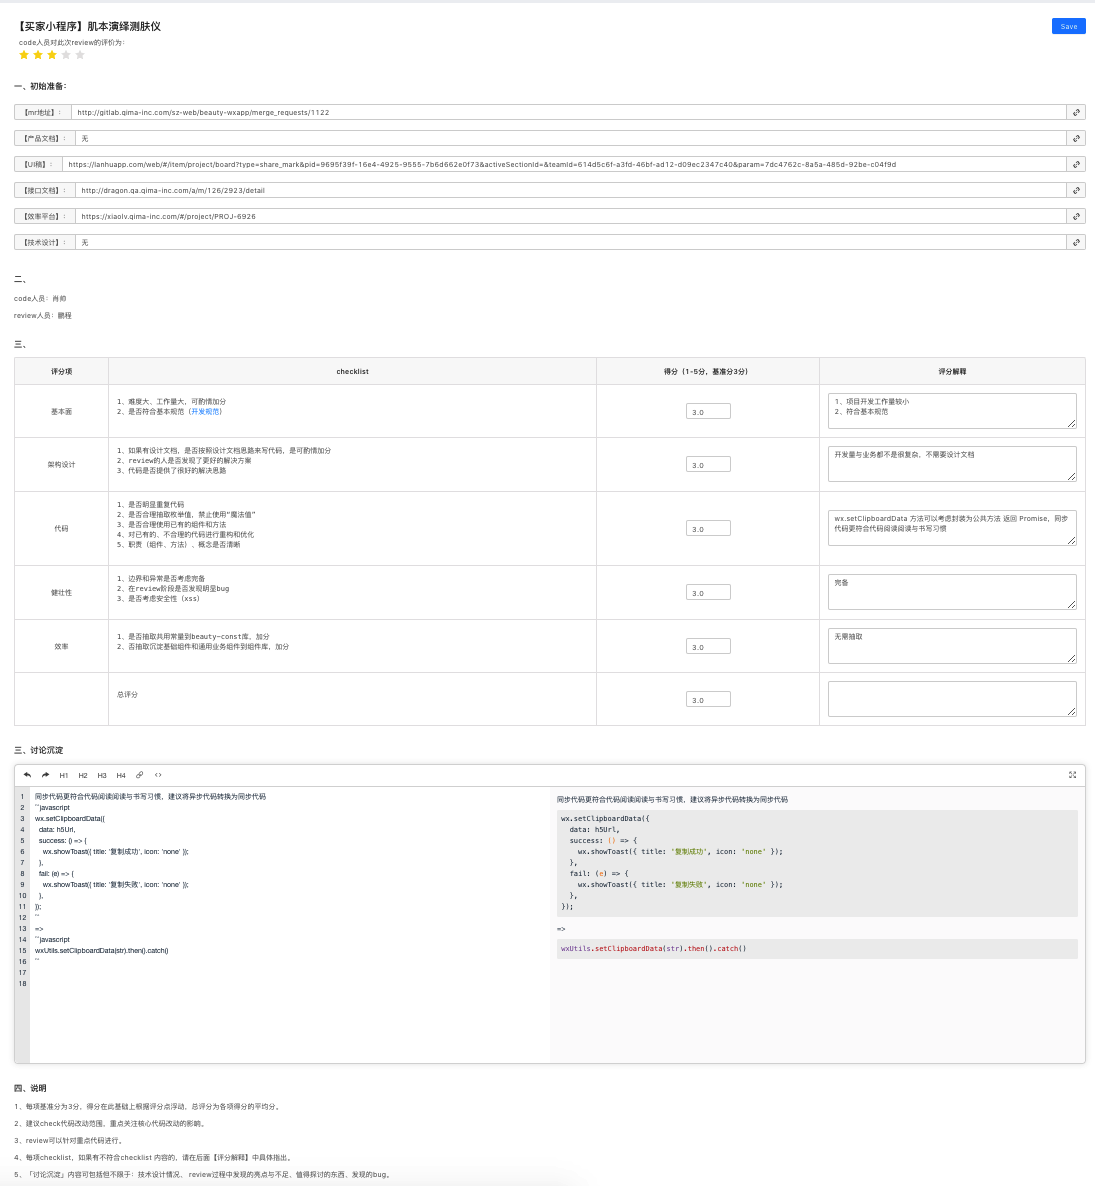 【买家小程序】肌本演绎测肤仪
Save
code人员对此次review的评价为:
一、初始准备:
【mr地址】: http://gitlab.qima-inc.com/sz-web/beauty-wxapp/merge_requests/1122
【产品文档】: 无
【UI稿】: https://lanhuapp.com/web/#/item/project/board?type=share_mark&pid=9695f39f-16e4-4925-9555-7b6d662e0f73&activeSectionId=&teamId=614d5c6f-a3fd-46bf-ad12-d09ec2347c40&param=7dc4762c-8a5a-485d-92be-c04f9d
【接口文档】: http://dragon.qa.qima-inc.com/a/m/126/2923/detail
【效率平台】: https://xiaolv.qima-inc.com/#/project/PROJ-6926
【技术设计】: 无
二、
code人员: 肖帅
review人员: 鹏程
三、
评分项 checklist 得分（1-5分，基准分3分） 评分解释
基本面
1、难度大、工作量大，可酌情加分
2、是否符合基本规范（开发规范）
3.0
1、项目开发工作量较小
2、符合基本规范
架构设计
1、如果有设计文档，是否按照设计文档思路来写代码，是可酌情加分
2、review的人是否发现了更好的解决方案
3、代码是否提供了很好的解决思路
3.0
开发量与业务都不是很复杂，不需要设计文档
代码
1、是否明显重复代码
2、是否合理抽取枚举值，禁止使用“魔法值”
3、是否合理使用已有的组件和方法
4、对已有的、不合理的代码进行重构和优化
5、职责（组件、方法）、概念是否清晰
3.0
wx.setClipboardData 方法可以考虑封装为公共方法 返回 Promise，同步
代码更符合代码阅读阅读与书写习惯
健壮性
1、边界和异常是否考虑完备
2、在review阶段是否发现明显bug
3、是否考虑安全性（xss）
3.0
完备
效率
1、是否抽取共用常量到beauty-const库，加分
2、否抽取沉淀基础组件和通用业务组件到组件库，加分
3.0
无需抽取
总评分
3.0
三、讨论沉淀
H1 H2 H3 H4 <>
1 同步代码更符合代码阅读阅读与书写习惯，建议将异步代码转换为同步代码
2 ```javascript
3 wx.setClipboardData({
4 data: h5Url,
5 success: () => {
6 wx.showToast({ title: '复制成功', icon: 'none' });
7 },
8 fail: (e) => {
9 wx.showToast({ title: '复制失败', icon: 'none' });
10 },
11 });
12 ```
13 =>
14 ```javascript
15 wxUtils.setClipboardData(str).then().catch()
16 ```
17
18
同步代码更符合代码阅读阅读与书写习惯，建议将异步代码转换为同步代码
wx.setClipboardData({
data: h5Url,
success: () => {
wx.showToast({ title: '复制成功', icon: 'none' });
},
fail: (e) => {
wx.showToast({ title: '复制失败', icon: 'none' });
},
});
=>
wxUtils.setClipboardData(str).then().catch()
四、说明
1、每项基准分为3分，得分在此基础上根据评分点浮动，总评分为各项得分的平均分。
2、建议check代码改动范围，重点关注核心代码改动的影响。
3、review可以针对重点代码进行。
4、每项checklist，如果有不符合checklist 内容的，请在后面【评分解释】中具体指出。
5、「讨论沉淀」内容可包括但不限于: 技术设计情况、 review过程中发现的亮点与不足、值得探讨的东西、发现的bug。